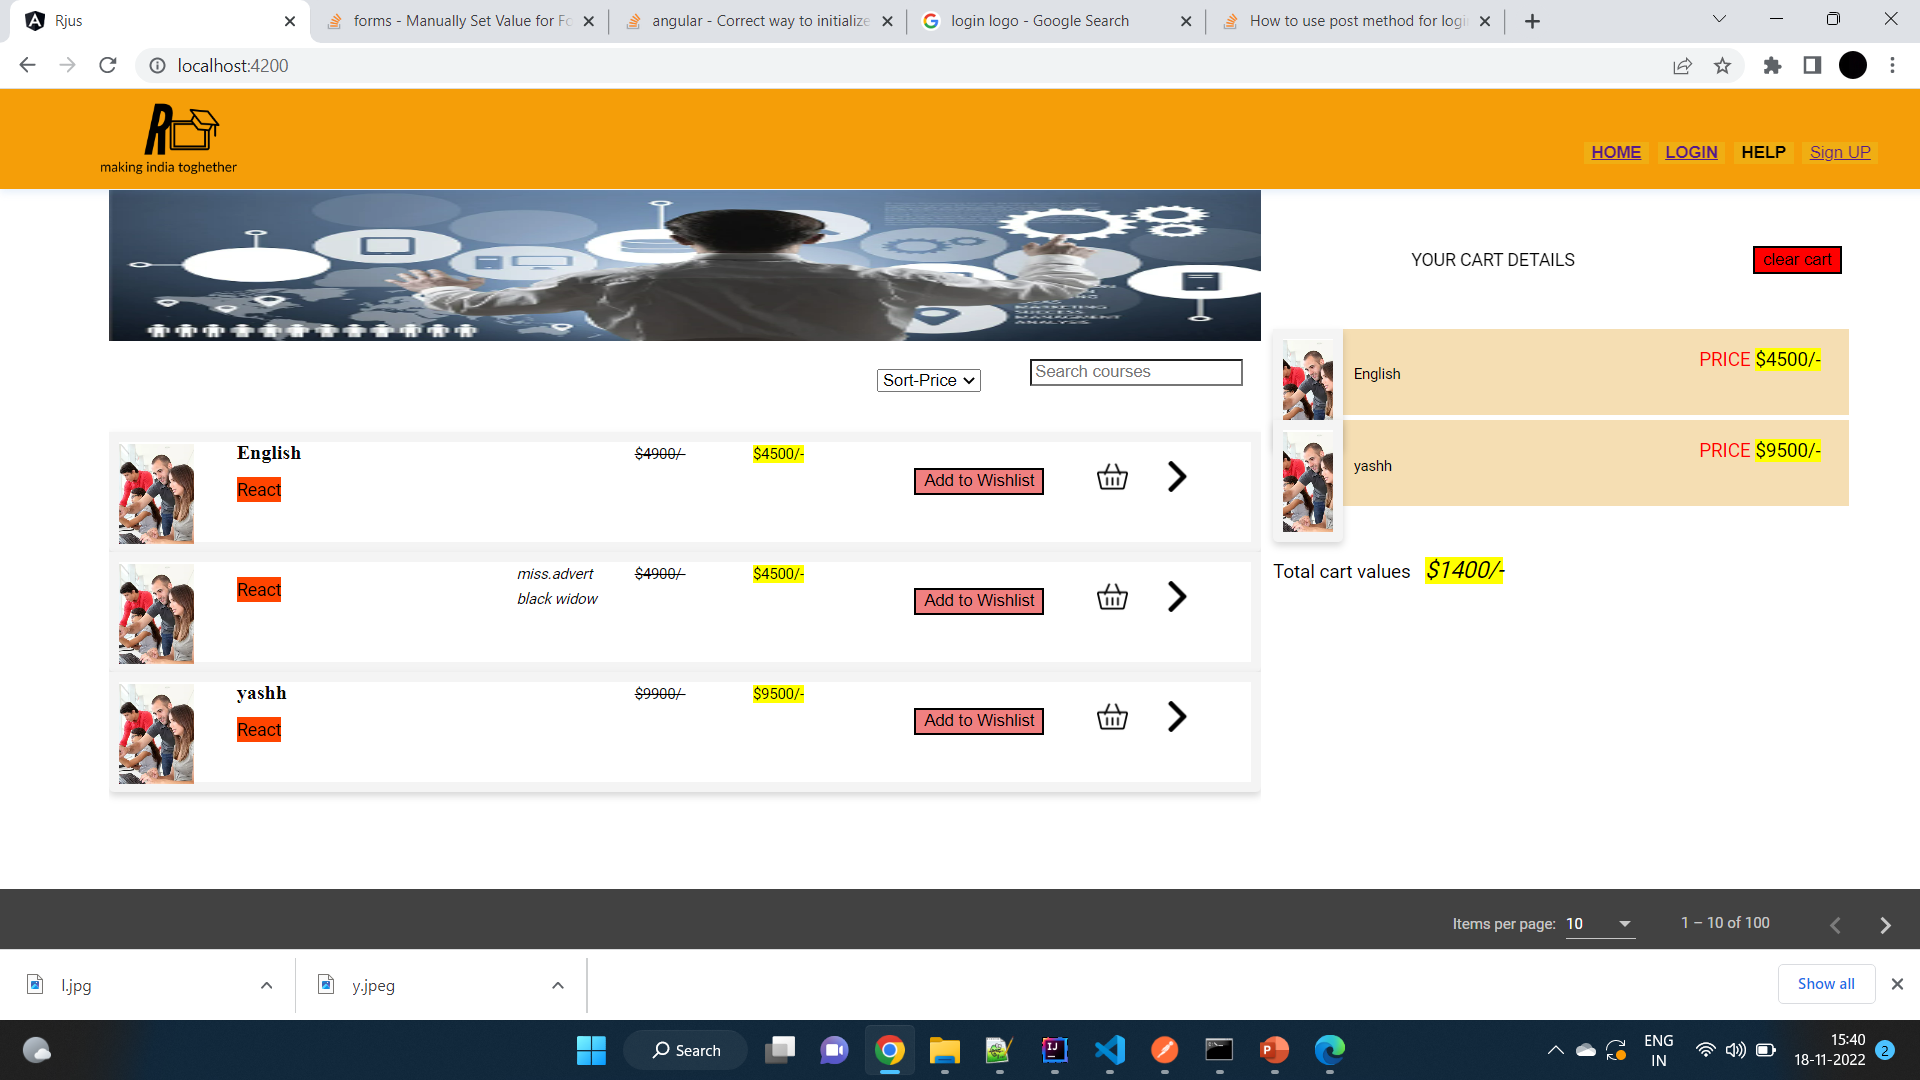 Rjus
forms - Manually Set Value for Fo
angular - Correct way to initialize
login logo - Google Search
How to use post method for login
localhost:4200
R
making india toghether
HOME
LOGIN
HELP
Sign UP
YOUR CART DETAILS
clear cart
Sort-Price
Search courses
English
PRICE $4500/-
yashh
PRICE $9500/-
Total cart values $1400/-
English
$4900/-
$4500/-
React
Add to Wishlist
miss.advert
$4900/-
$4500/-
React
black widow
Add to Wishlist
yashh
$9900/-
$9500/-
React
Add to Wishlist
Items per page: 10
1 – 10 of 100
l.jpg
y.jpeg
Show all
Search
ENG
IN
15:40
18-11-2022
2